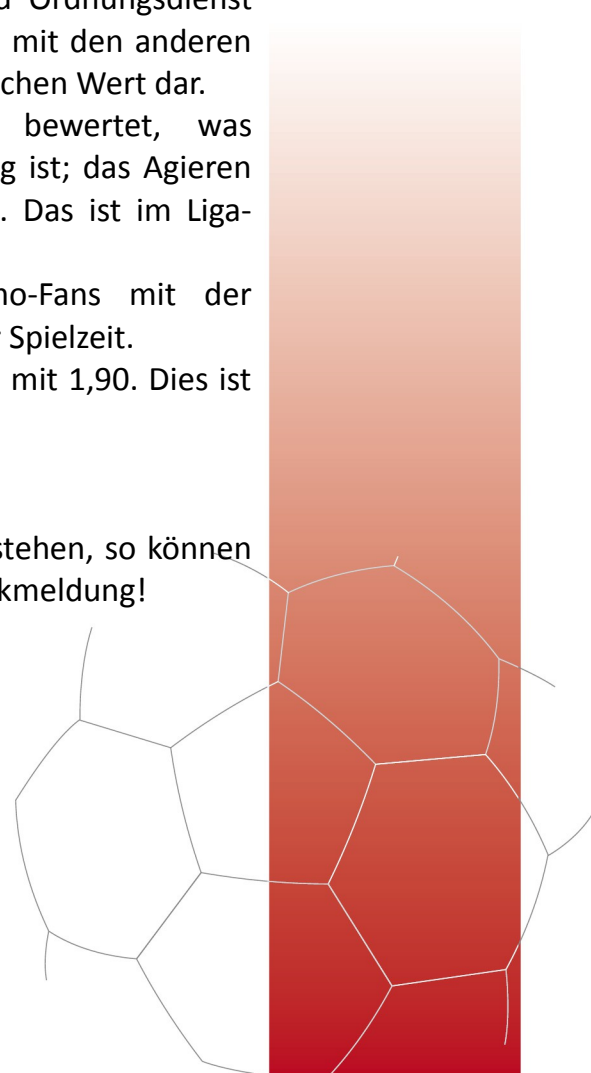 Ordnungsdienst
mit den anderen
chen Wert dar.
bewertet, was
g ist; das Agieren
. Das ist im Liga-
no-Fans mit der
Spielzeit.
mit 1,90. Dies ist
stehen, so können
kmeldung!